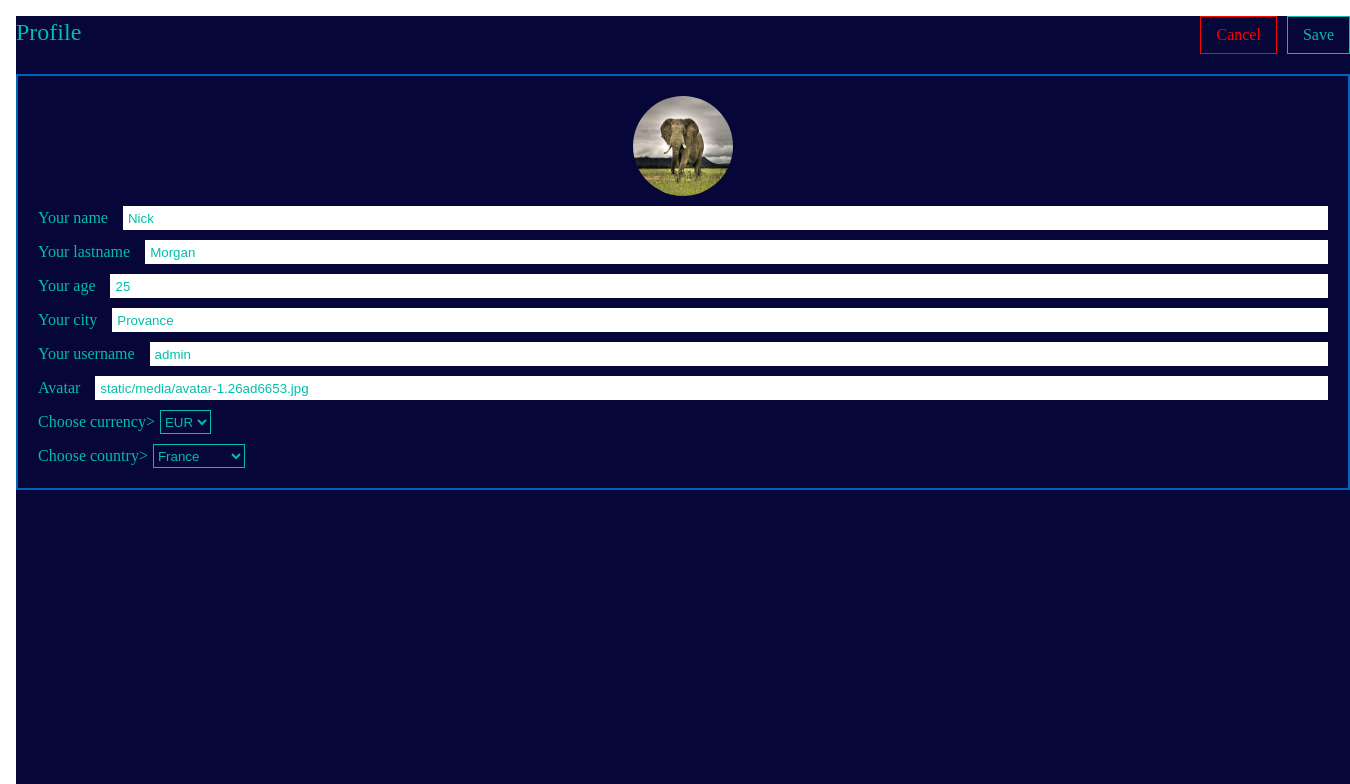 Profile
Cancel
Save
Your name Nick
Your lastname Morgan
Your age 25
Your city Provance
Your username admin
Avatar static/media/avatar-1.26ad6653.jpg
Choose currency> EUR
Choose country> France